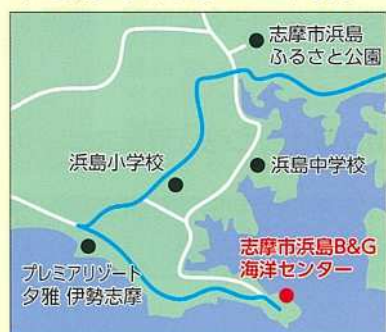 志摩市浜島
ふるさと公園
浜島小学校
浜島中学校
志摩市浜島B&G
海洋センター
プレミアリゾート
夕雅 伊勢志摩